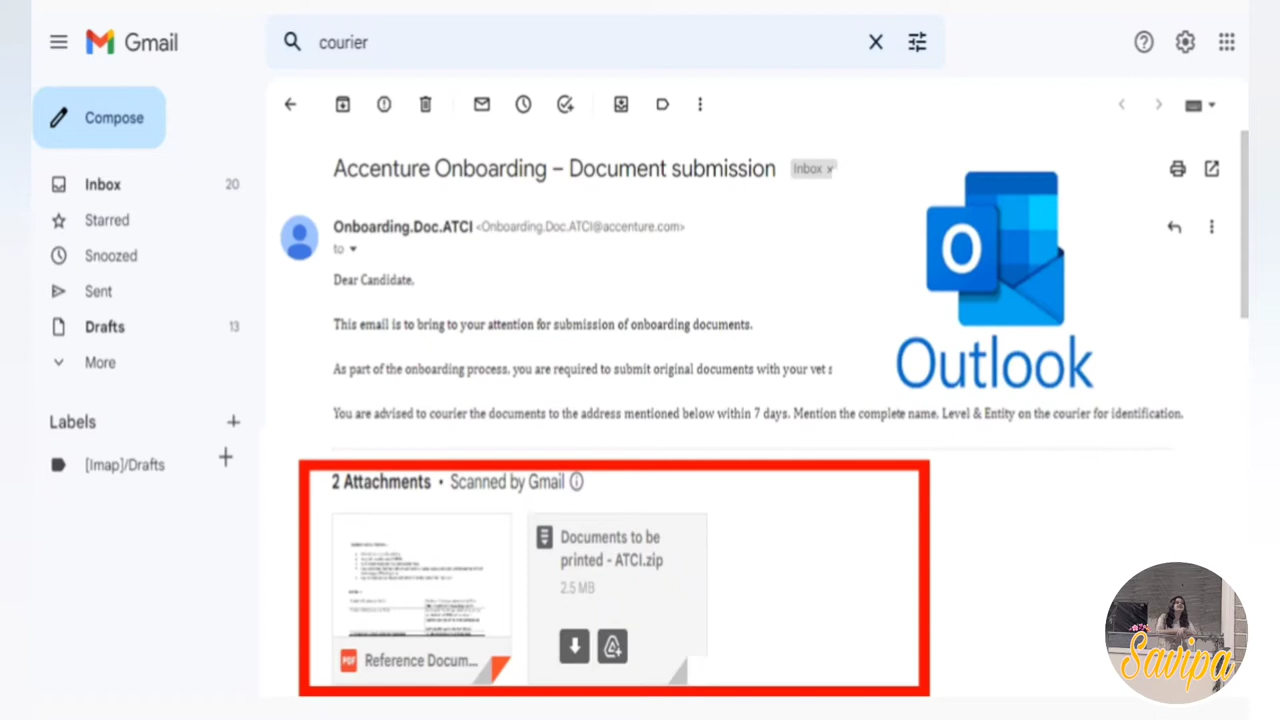 Gmail
courier
Compose
Accenture Onboarding – Document submission
Inbox x
Inbox 20
Onboarding.Doc.ATCI <Onboarding.Doc.ATCI@accenture.com>
Starred
to
Snoozed
Dear Candidate,
Sent
This email is to bring to your attention for submission of onboarding documents.
Drafts 13
More
As part of the onboarding process, you are required to submit original documents with your vet s
Outlook
You are advised to courier the documents to the address mentioned below within 7 days. Mention the complete name, Level & Entity on the courier for identification.
Labels
[Imap]/Drafts
2 Attachments • Scanned by Gmail
Documents to be
printed - ATCI.zip
2.5 MB
PDF Reference Docum...
Savipa